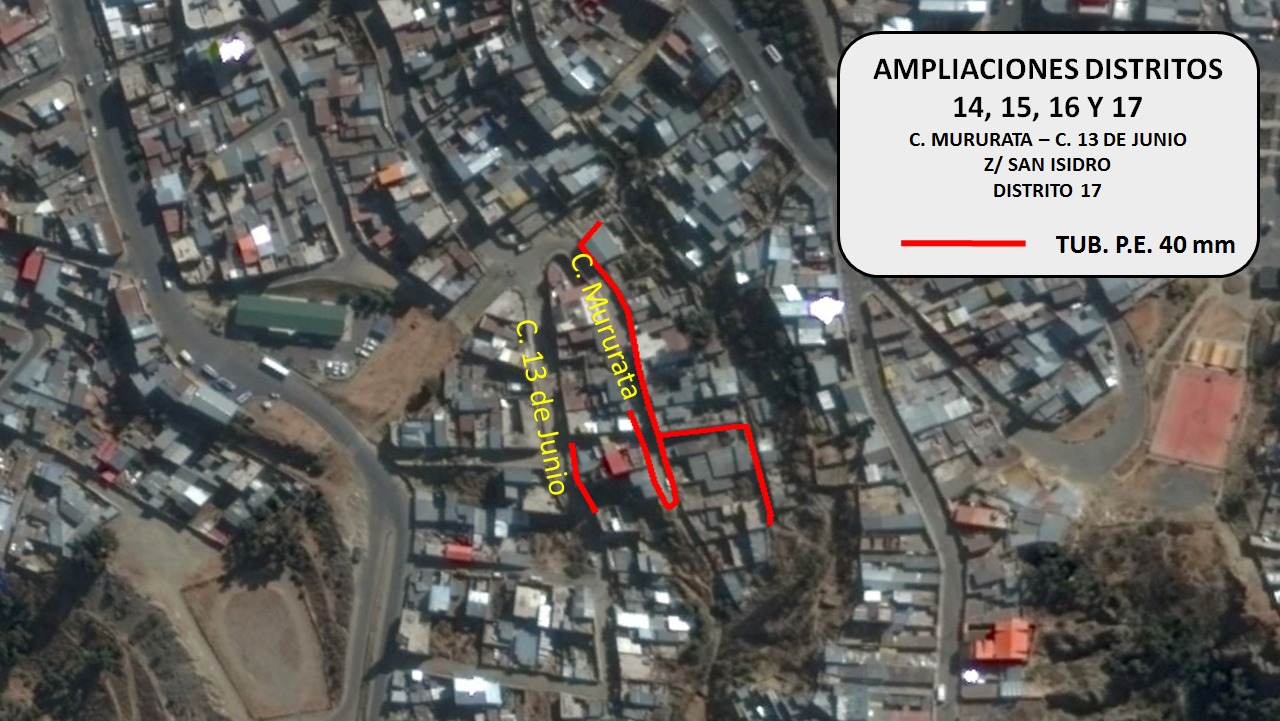 AMPLIACIONES DISTRITOS
14, 15, 16 Y 17
C. MURURATA – C. 13 DE JUNIO
Z/ SAN ISIDRO
DISTRITO 17
TUB. P.E. 40 mm
C. Mururata
C. 13 de Junio